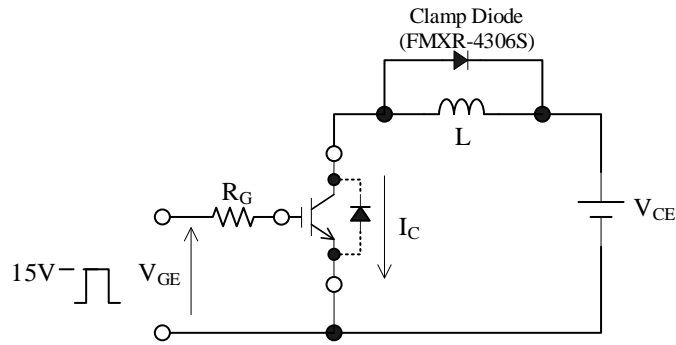 Clamp Diode
(FMXR-4306S)
L
R_G
V_CE
I_C
15V
V_GE